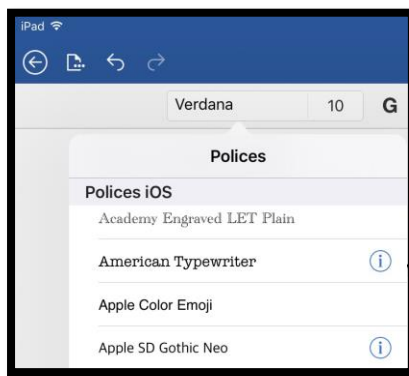 iPad
Verdana 10 G
Polices
Polices iOS
Academy Engraved LET Plain
American Typewriter
Apple Color Emoji
Apple SD Gothic Neo